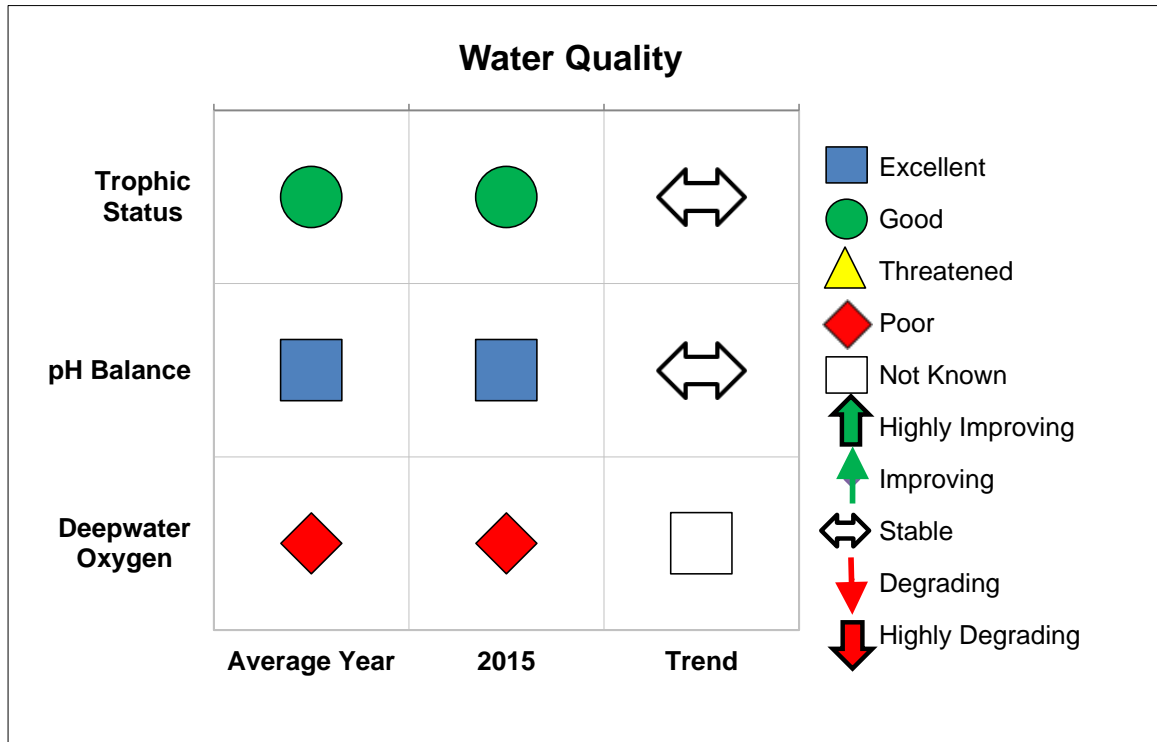 Water Quality
Trophic
Status
pH Balance
Deepwater
Oxygen
Average Year
2015
Trend
Excellent
Good
Threatened
Poor
Not Known
Highly Improving
Improving
Stable
Degrading
Highly Degrading